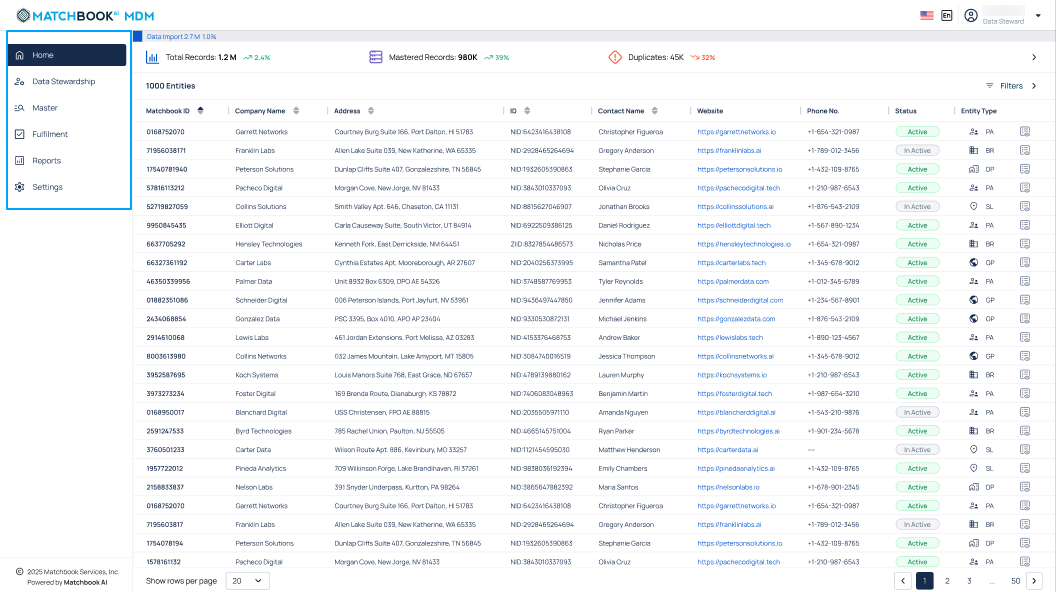 MATCHBOOK AI MDM
En
Data Steward
Home
Data Stewardship
Master
Fulfilment
Reports
Settings
Data Import 2.7 M 1.0%
Total Records: 1.2 M 2.4%
Mastered Records: 980K 39%
Duplicates: 45K 32%
1000 Entities
Filters
Matchbook ID Company Name Address ID Contact Name Website Phone No. Status Entity Type
0168752070 Garrett Networks Courtney Burg Suite 166, Port Dalton, HI 51783 NID:6423416438108 Christopher Figueroa https://garrettnetworks.io +1-654-321-0987 Active PA
71956038171 Franklin Labs Allen Lake Suite 039, New Katherine, WA 65335 NID:2928465264694 Gregory Anderson https://franklinlabs.ai +1-789-012-3456 In Active BR
17540781940 Peterson Solutions Dunlap Cliffs Suite 407, Gonzalezshire, TN 56845 NID:1932605390863 Stephanie Garcia https://petersonsolutions.io +1-432-109-8765 Active DP
57816113212 Pacheco Digital Morgan Cove, New Jorge, NV 81433 NID:3843010337093 Olivia Cruz https://pachecodigital.tech +1-210-987-6543 Active PA
52719827059 Collins Solutions Smith Valley Apt. 646, Chaseton, CA 11131 NID:8815627046907 Jonathan Brooks https://collinssolutions.ai +1-876-543-2109 In Active SL
9950845435 Elliott Digital Carla Causeway Suite, South Victor, UT 84914 NID:6922509386125 Daniel Rodriguez https://elliottdigital.tech +1-567-890-1234 Active PA
6637705292 Hensley Technologies Kenneth Fork, East Derrickside, NM 64451 ZIID:8327854486573 Nicholas Price https://hensleytechnologies.io +1-654-321-0987 Active BR
66327361192 Carter Labs Cynthia Estates Apt, Mooreborough, AR 27607 NID:2040256373995 Samantha Patel https://carterlabs.tech +1-345-678-9012 Active GP
46350339956 Palmer Data Unit 8932 Box 6309, DPO AE 54326 NID:3748587769953 Tyler Reynolds https://palmerdata.com +1-012-345-6789 Active PA
01882351086 Schneider Digital 006 Peterson Islands, Port Jayfurt, NV 53961 NID:9436497447850 Jennifer Adams https://schneiderdigital.com +1-234-567-8901 Active GP
2434068854 Gonzalez Data PSC 3395, Box 4010, APO AP 23404 NID:9330530872131 Michael Jenkins https://gonzalezdata.com +1-876-543-2109 Active GP
2914610068 Lewis Labs 461 Jordan Extensions, Port Melissa, AZ 03283 NID:4153376468753 Andrew Baker https://lewislabs.tech +1-890-123-4567 Active PA
8003613980 Collins Networks 032 James Mountain, Lake Amyport, MT 15805 NID:3084740016519 Jessica Thompson https://collinsnetworks.ai +1-345-678-9012 Active GP
3952587695 Koch Systems Louis Manors Suite 768, East Grace, ND 67657 NID:4789139880162 Lauren Murphy https://kochsystems.io +1-210-987-6543 Active BR
3973273234 Foster Digital 169 Brenda Route, Dianaburgh, KS 78872 NID:7406083048963 Benjamin Martin https://fosterdigital.tech +1-987-654-3210 Active PA
0168950017 Blanchard Digital USS Christensen, FPO AE 88815 NID:2035505971110 Amanda Nguyen https://blancharddigital.ai +1-543-210-9876 In Active PA
2591247533 Byrd Technologies 785 Rachel Union, Paulton, NJ 55505 NID:4665145751004 Ryan Parker https://byrdtechnologies.ai +1-901-234-5678 Active BR
3760501233 Carter Data Wilson Route Apt. 886, Kevinbury, MO 33257 NID:1121454595030 Matthew Henderson https://carterdata.ai --- In Active SL
1957722012 Pineda Analytics 709 Wilkinson Forge, Lake Brandihaven, RI 37261 NID:9838036192394 Emily Chambers https://pinedaanalytics.ai +1-432-109-8765 Active SL
2158833837 Nelson Labs 391 Snyder Underpass, Kurtton, PA 98264 NID:3865647882392 Maria Santos https://nelsonlabs.io +1-678-901-2345 Active DP
0168752070 Garrett Networks Courtney Burg Suite 166, Port Dalton, HI 51783 NID:6423416438108 Christopher Figueroa https://garrettnetworks.io +1-654-321-0987 Active PA
7195603817 Franklin Labs Allen Lake Suite 039, New Katherine, WA 65335 NID:2928465264694 Gregory Anderson https://franklinlabs.ai +1-789-012-3456 In Active BR
1754078194 Peterson Solutions Dunlap Cliffs Suite 407, Gonzalezshire, TN 56845 NID:1932605390863 Stephanie Garcia https://petersonsolutions.io +1-432-109-8765 Active DP
1578161132 Pacheco Digital Morgan Cove, New Jorge, NV 81433 NID:3843010337093 Olivia Cruz https://pachecodigital.tech +1-210-987-6543 Active PA
© 2025 Matchbook Services, Inc.
Powered by Matchbook AI
Show rows per page 20
1 2 3 ... 50